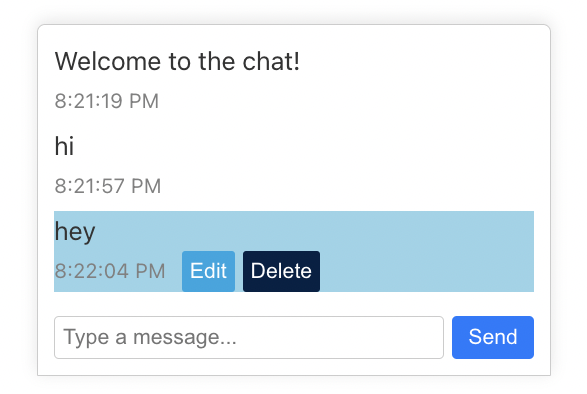 Welcome to the chat!
8:21:19 PM
hi
8:21:57 PM
hey
8:22:04 PM Edit Delete
Type a message... Send